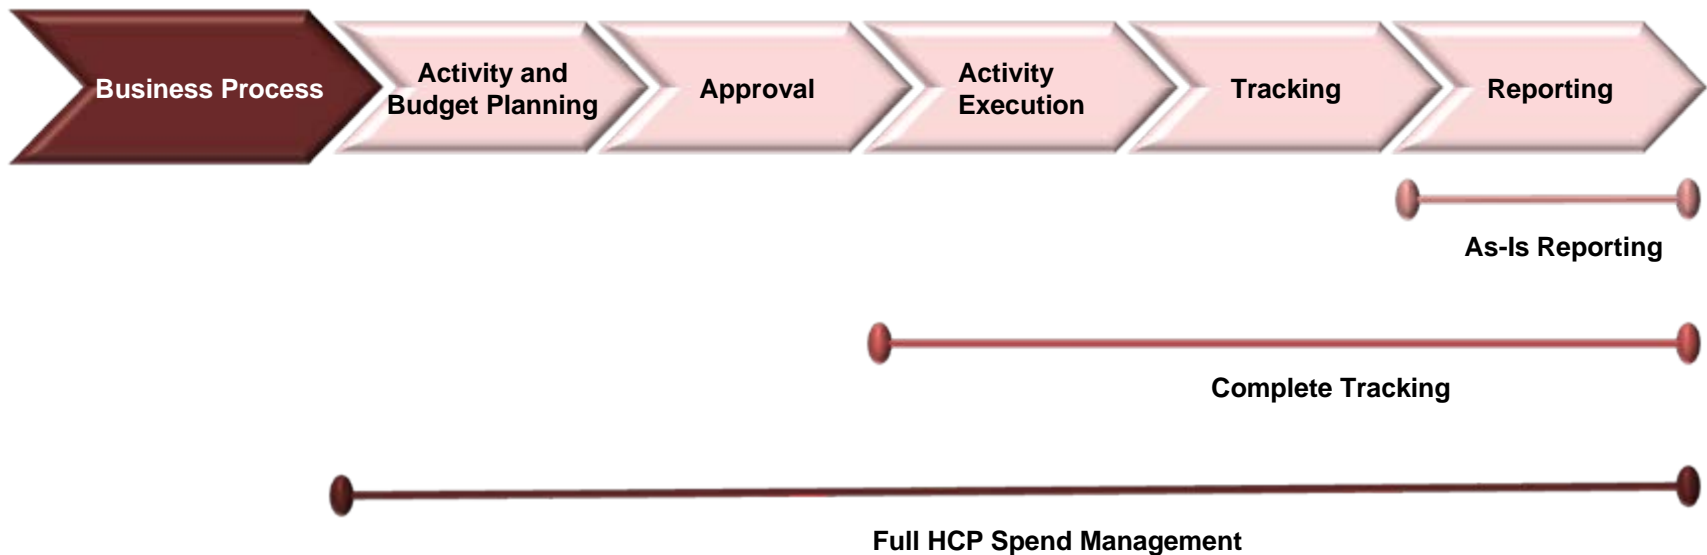 Business Process
Activity and
Budget Planning
Approval
Activity
Execution
Tracking
Reporting
As-Is Reporting
Complete Tracking
Full HCP Spend Management